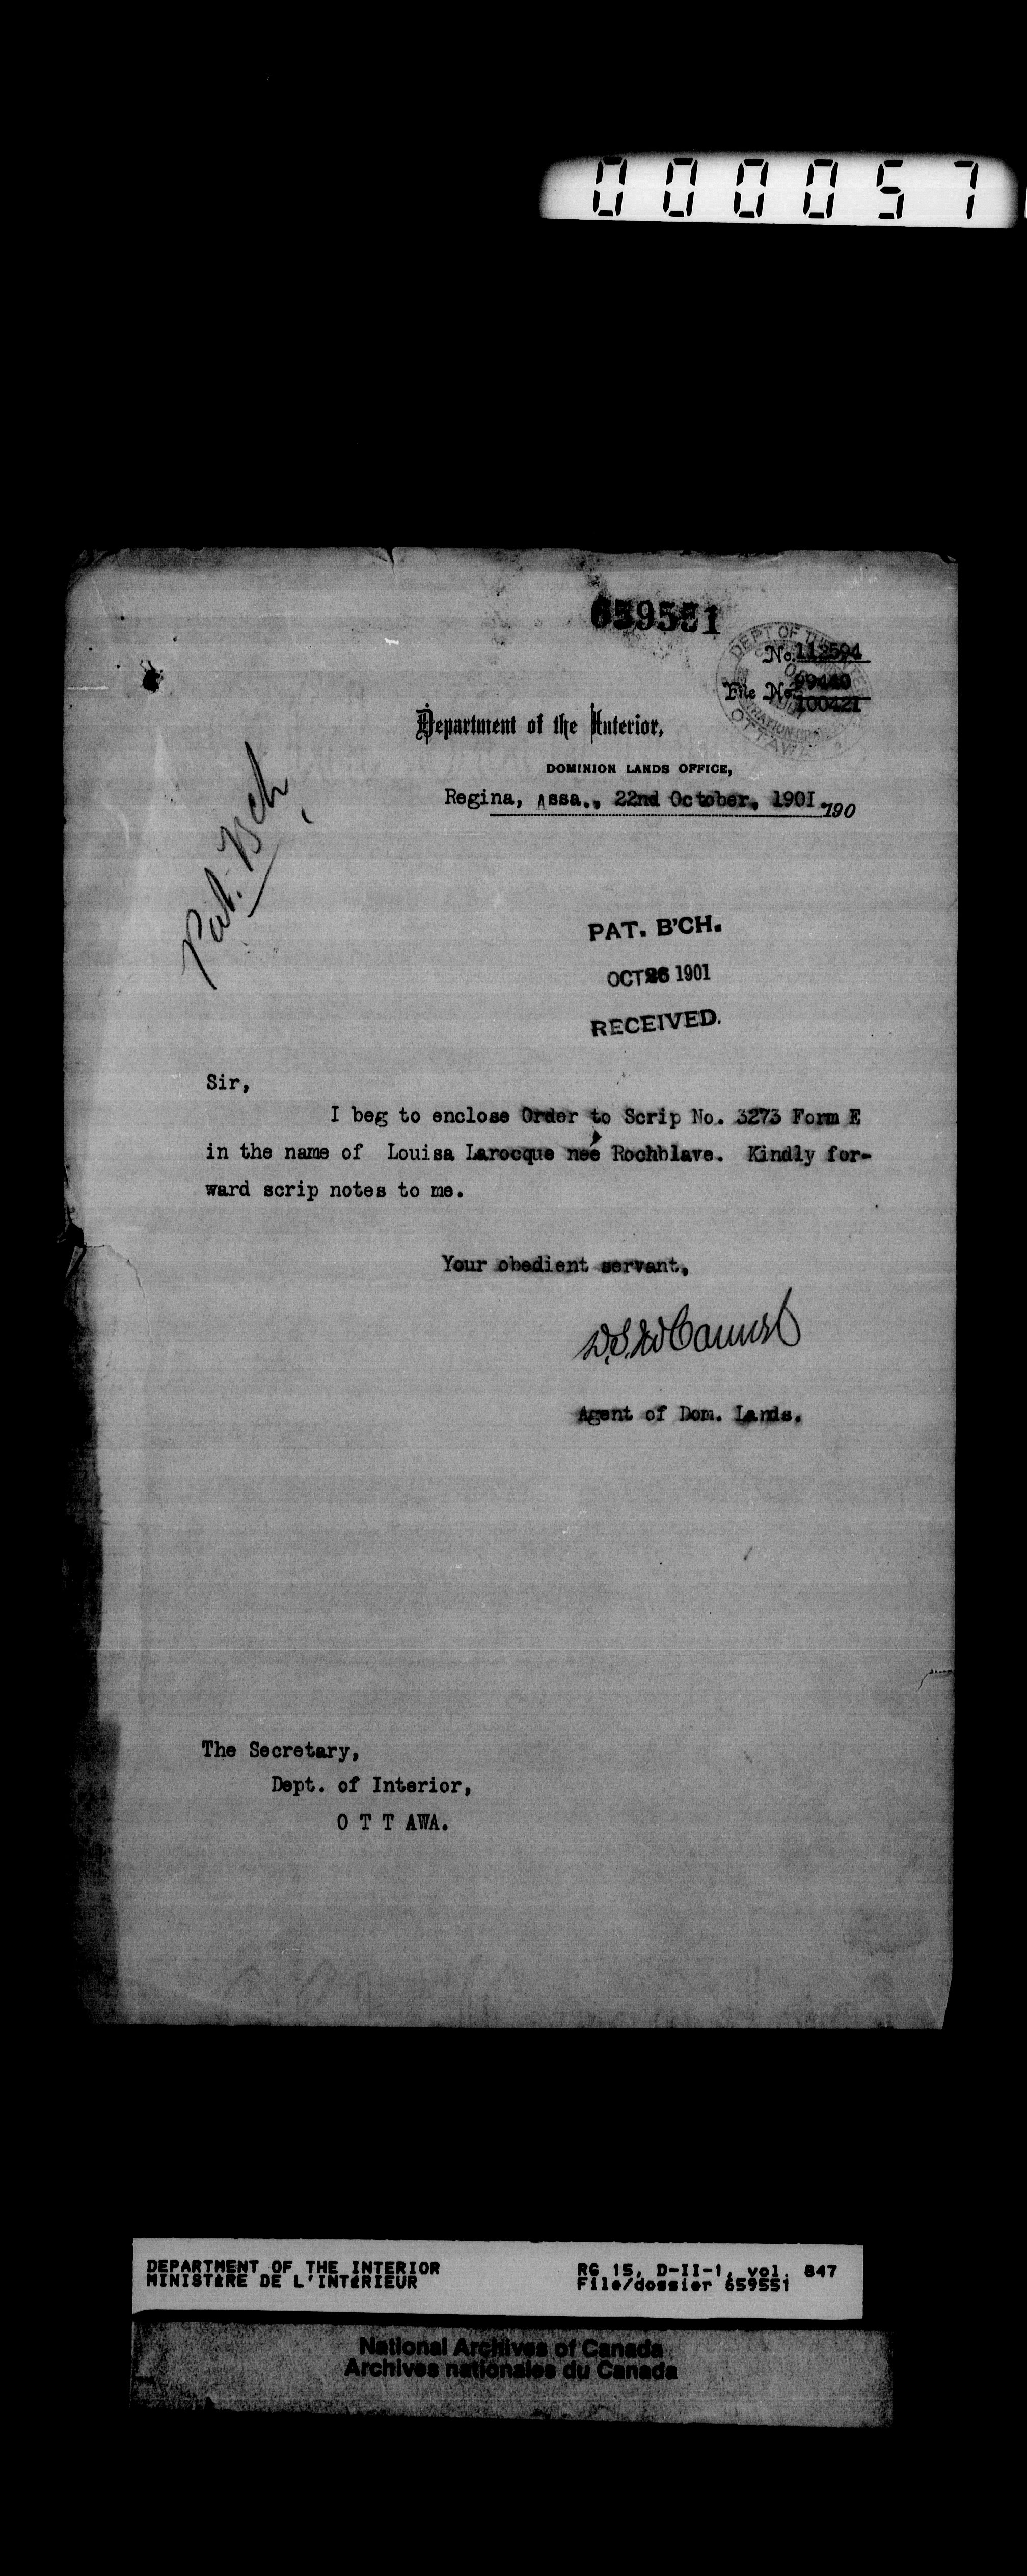 000057
659551
No. 112594
File No. 99440
100421
Department of the Interior,
DOMINION LANDS OFFICE,
Regina, Assa., 22nd October, 1901. 190
Pat. Bch
PAT. B'CH.
OCT 26 1901
RECEIVED.
Sir,
I beg to enclose Order to Scrip No. 3273 Form E
in the name of Louisa Larocque neé Rochblave. Kindly for-
ward scrip notes to me.
Your obedient servant,
Agent of Dom. Lands.
The Secretary,
Dept. of Interior,
O T T AWA.
DEPARTMENT OF THE INTERIOR
MINISTÈRE DE L'INTÉRIEUR
RG 15, D-II-1, vol. 847
File/dossier 659551
National Archives of Canada
Archives nationales du Canada